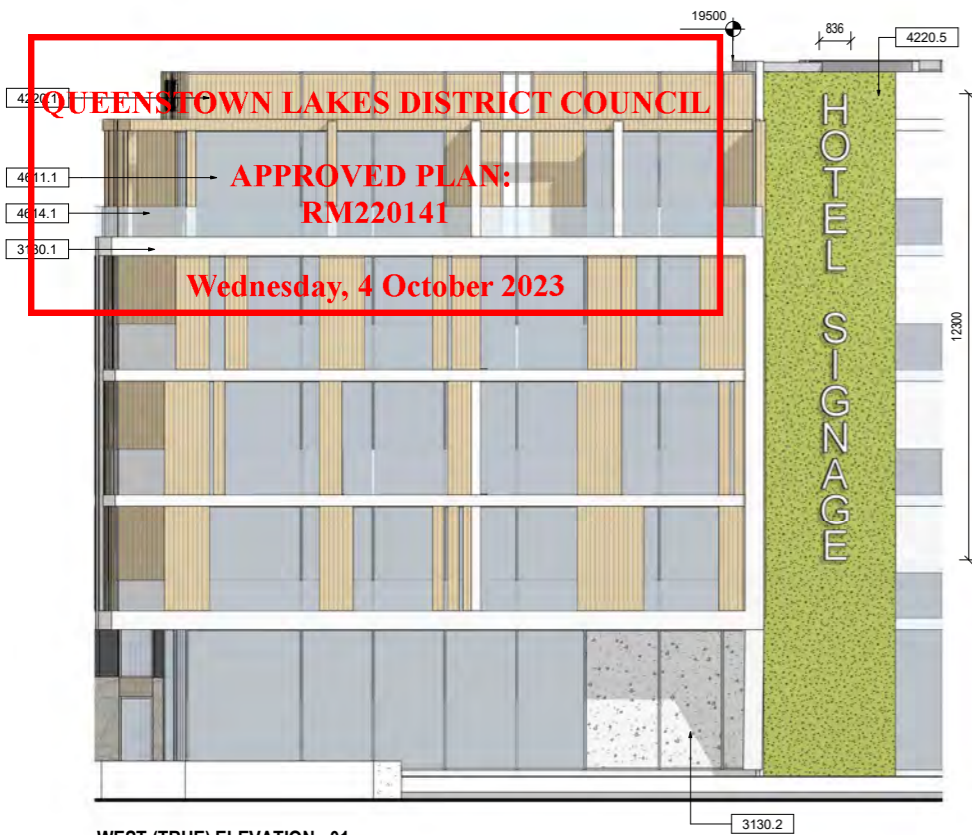 19500
836
4220.5
4220.1
QUEENSTOWN LAKES DISTRICT COUNCIL
4611.1
APPROVED PLAN:
4614.1
RM220141
3130.1
Wednesday, 4 October 2023
HOTEL SIGNAGE
12300
3130.2
WEST (TRUE) ELEVATION - 01